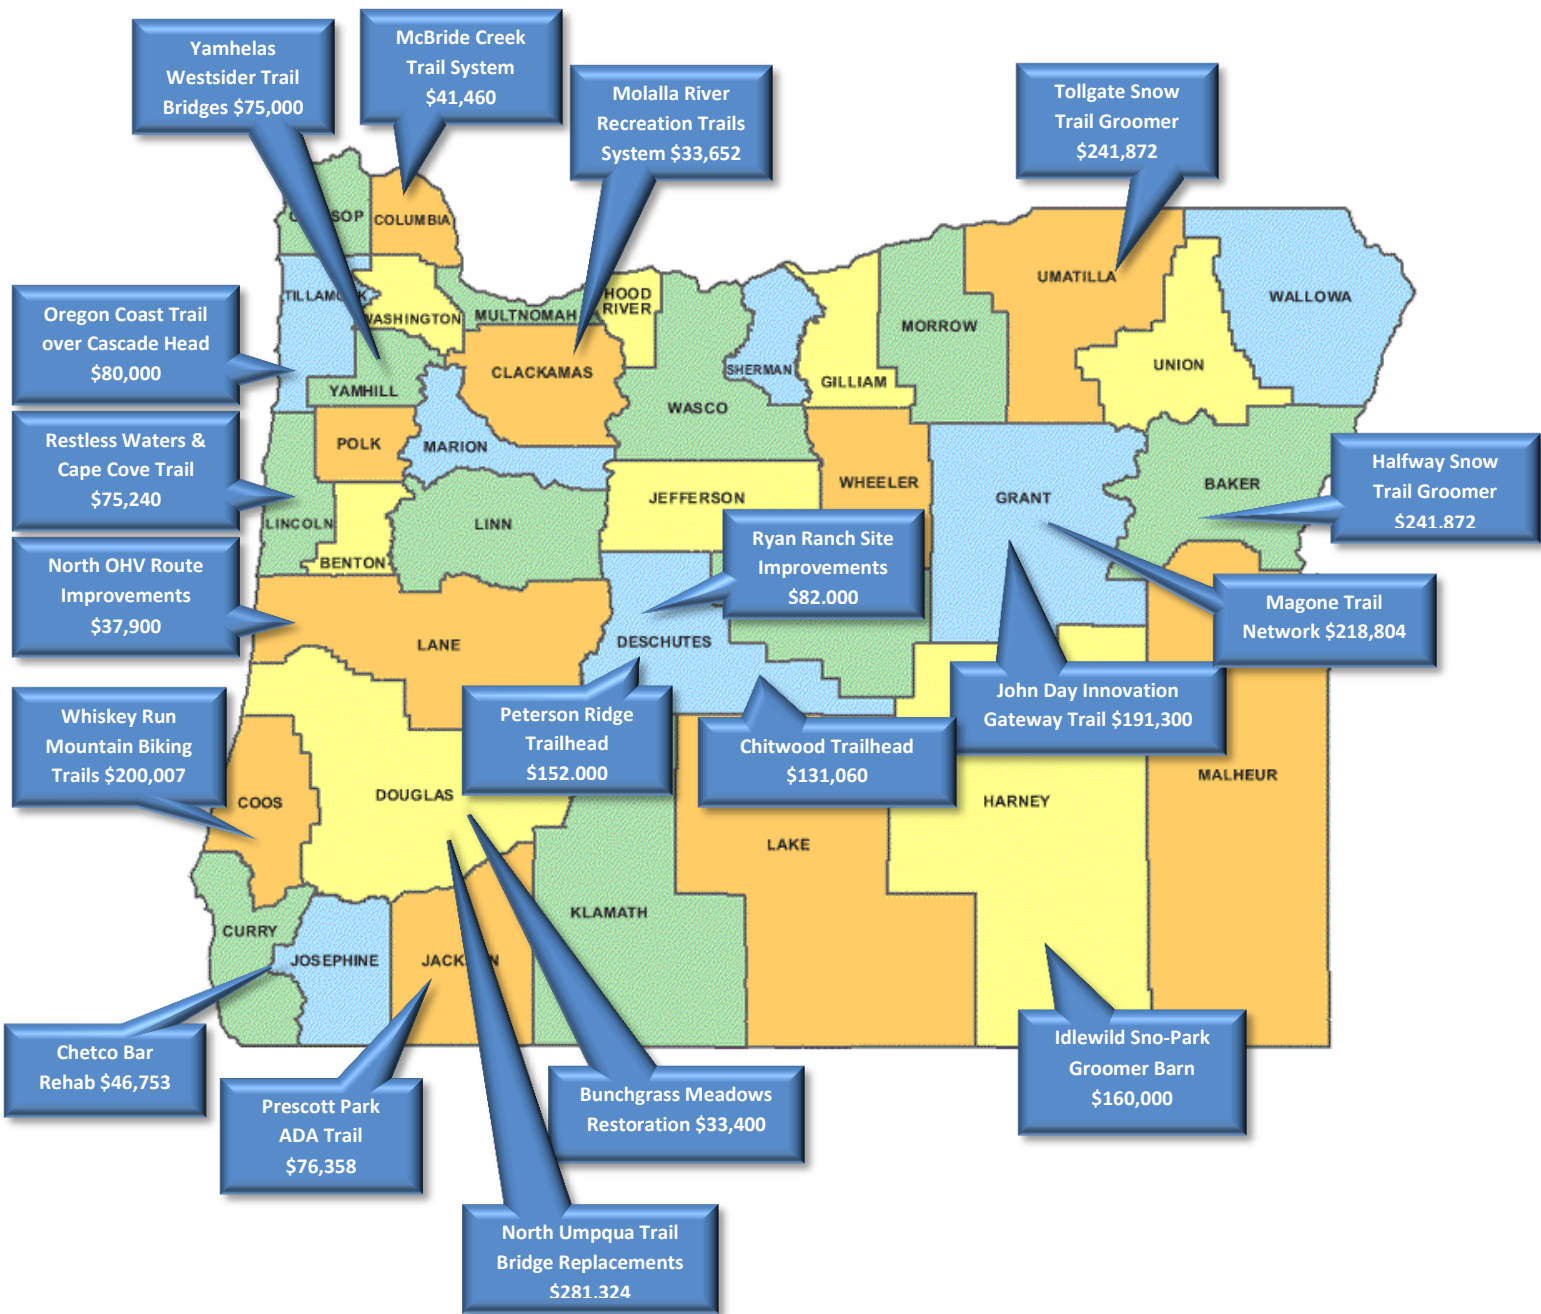 Yamhelas
Westsider Trail
Bridges $75,000
McBride Creek
Trail System
$41,460
Molalla River
Recreation Trails
System $33,652
Tollgate Snow
Trail Groomer
$241,872
Oregon Coast Trail
over Cascade Head
$80,000
Restless Waters &
Cape Cove Trail
$75,240
North OHV Route
Improvements
$37,900
Whiskey Run
Mountain Biking
Trails $200,007
Chetco Bar
Rehab $46,753
Prescott Park
ADA Trail
$76,358
North Umpqua Trail
Bridge Replacements
$281.324
Bunchgrass Meadows
Restoration $33,400
Idlewild Sno-Park
Groomer Barn
$160,000
Peterson Ridge
Trailhead
$152.000
Chitwood Trailhead
$131,060
John Day Innovation
Gateway Trail $191,300
Magone Trail
Network $218,804
Halfway Snow
Trail Groomer
$241.872
Ryan Ranch Site
Improvements
$82.000
SOP
COLUMBIA
TILLAM K
WASHINGTON
MULTNOMAH
HOOD
RIVER
YAMHILL
CLACKAMAS
POLK
MARION
WASCO
SHERMAN
GILLIAM
MORROW
UMATILLA
UNION
WALLOWA
LINCOLN
BENTON
LINN
JEFFERSON
WHEELER
GRANT
BAKER
LANE
DESCHUTES
DOUGLAS
COOS
CURRY
JOSEPHINE
JACKS N
KLAMATH
LAKE
HARNEY
MALHEUR